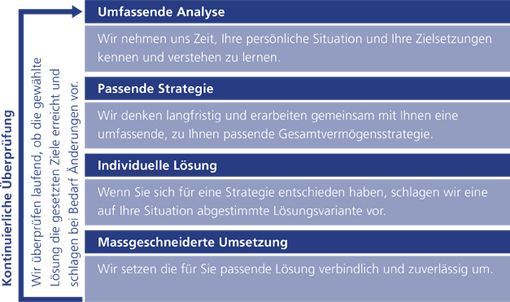 Umfassende Analyse
Wir nehmen uns Zeit, Ihre persönliche Situation und Ihre Zielsetzungen
kennen und verstehen zu lernen.
Passende Strategie
Wir denken langfristig und erarbeiten gemeinsam mit Ihnen eine
umfassende, zu Ihnen passende Gesamtvermögensstrategie.
Individuelle Lösung
Wenn Sie sich für eine Strategie entschieden haben, schlagen wir eine
auf Ihre Situation abgestimmte Lösungsvariante vor.
Massgeschneiderte Umsetzung
Wir setzen die für Sie passende Lösung verbindlich und zuverlässig um.
Kontinuierliche Überprüfung
Wir überprüfen laufend, ob die gewählte
Lösung die gesetzten Ziele erreicht und
schlagen bei Bedarf Änderungen vor.